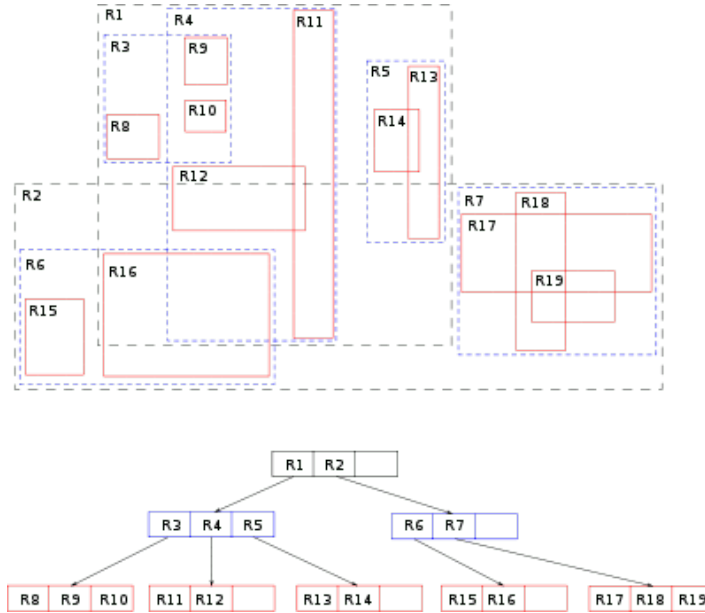 R1 R4 R11
R3 R9
R5 R13
R10
R8 R14
R12
R2
R7 R18
R17
R6
R16
R19
R15
R1 R2
R3 R4 R5 R6 R7
R8 R9 R10 R11 R12 R13 R14 R15 R16 R17 R18 R19